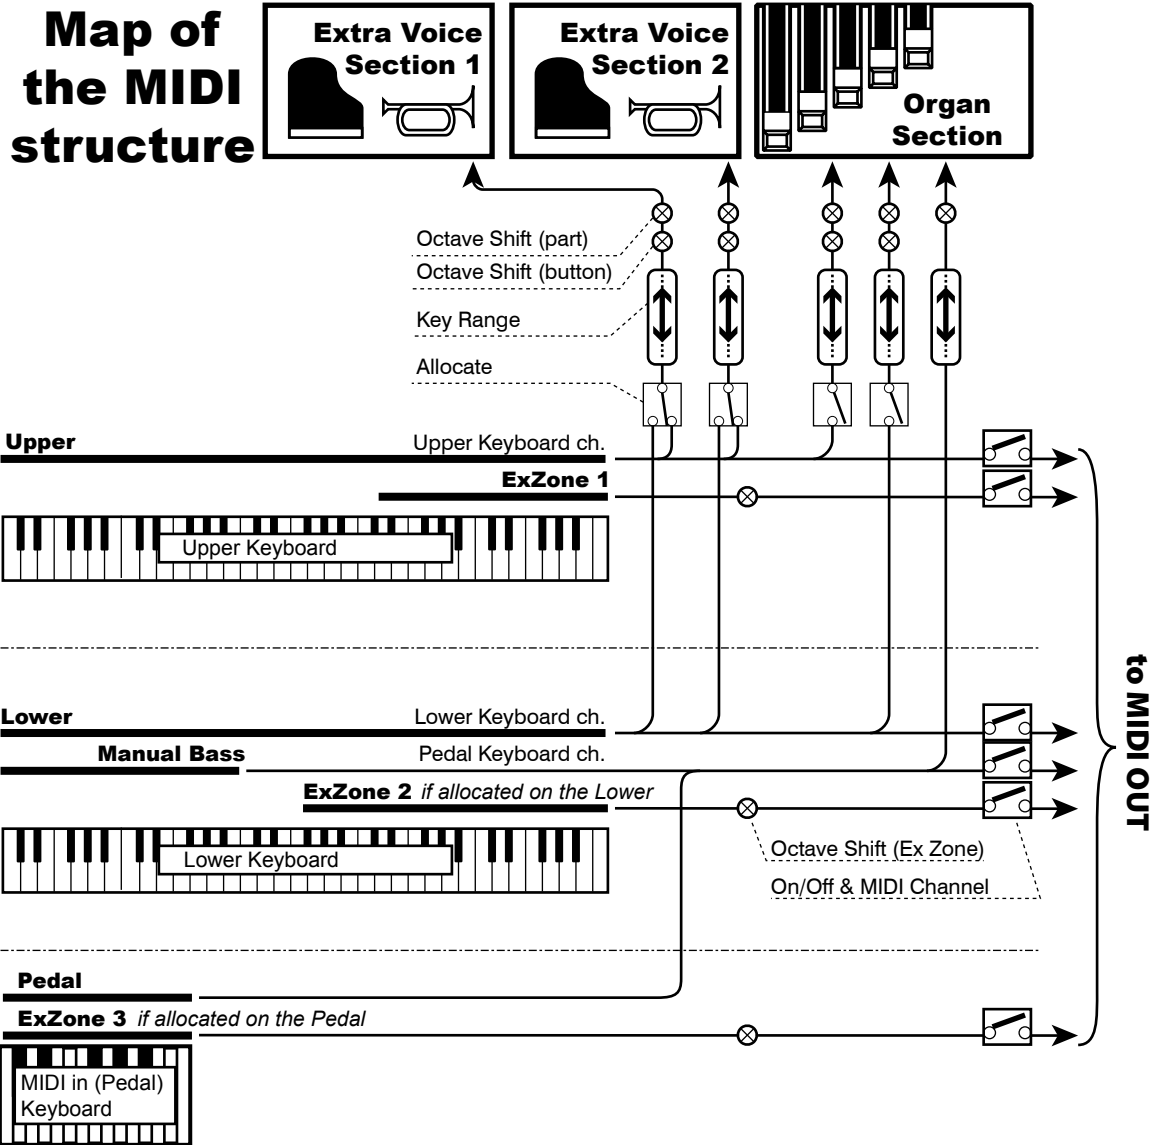 Map of
the MIDI
structure
Extra Voice
Section 1
Extra Voice
Section 2
Organ
Section
Octave Shift (part)
Octave Shift (button)
Key Range
Allocate
Upper
Upper Keyboard ch.
ExZone 1
Upper Keyboard
Lower
Lower Keyboard ch.
Manual Bass
Pedal Keyboard ch.
ExZone 2 if allocated on the Lower
Lower Keyboard
Octave Shift (Ex Zone)
On/Off & MIDI Channel
to MIDI OUT
Pedal
ExZone 3 if allocated on the Pedal
MIDI in (Pedal)
Keyboard